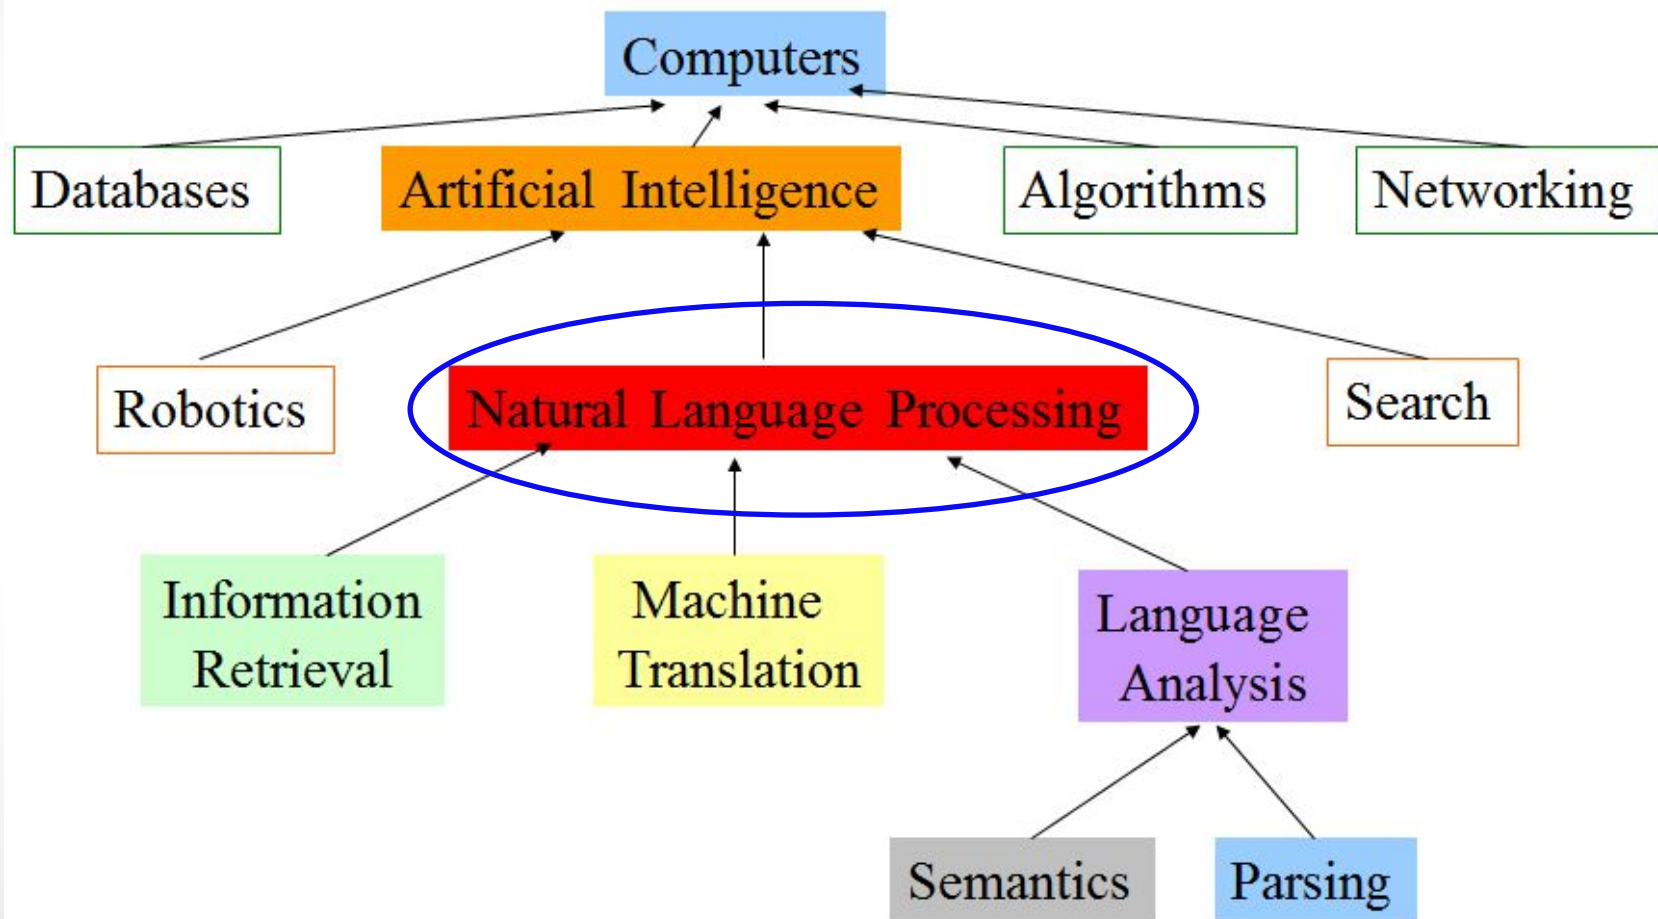 Computers
Databases
Artificial Intelligence
Algorithms
Networking
Robotics
Natural Language Processing
Search
Information
Retrieval
Machine
Translation
Language
Analysis
Semantics
Parsing